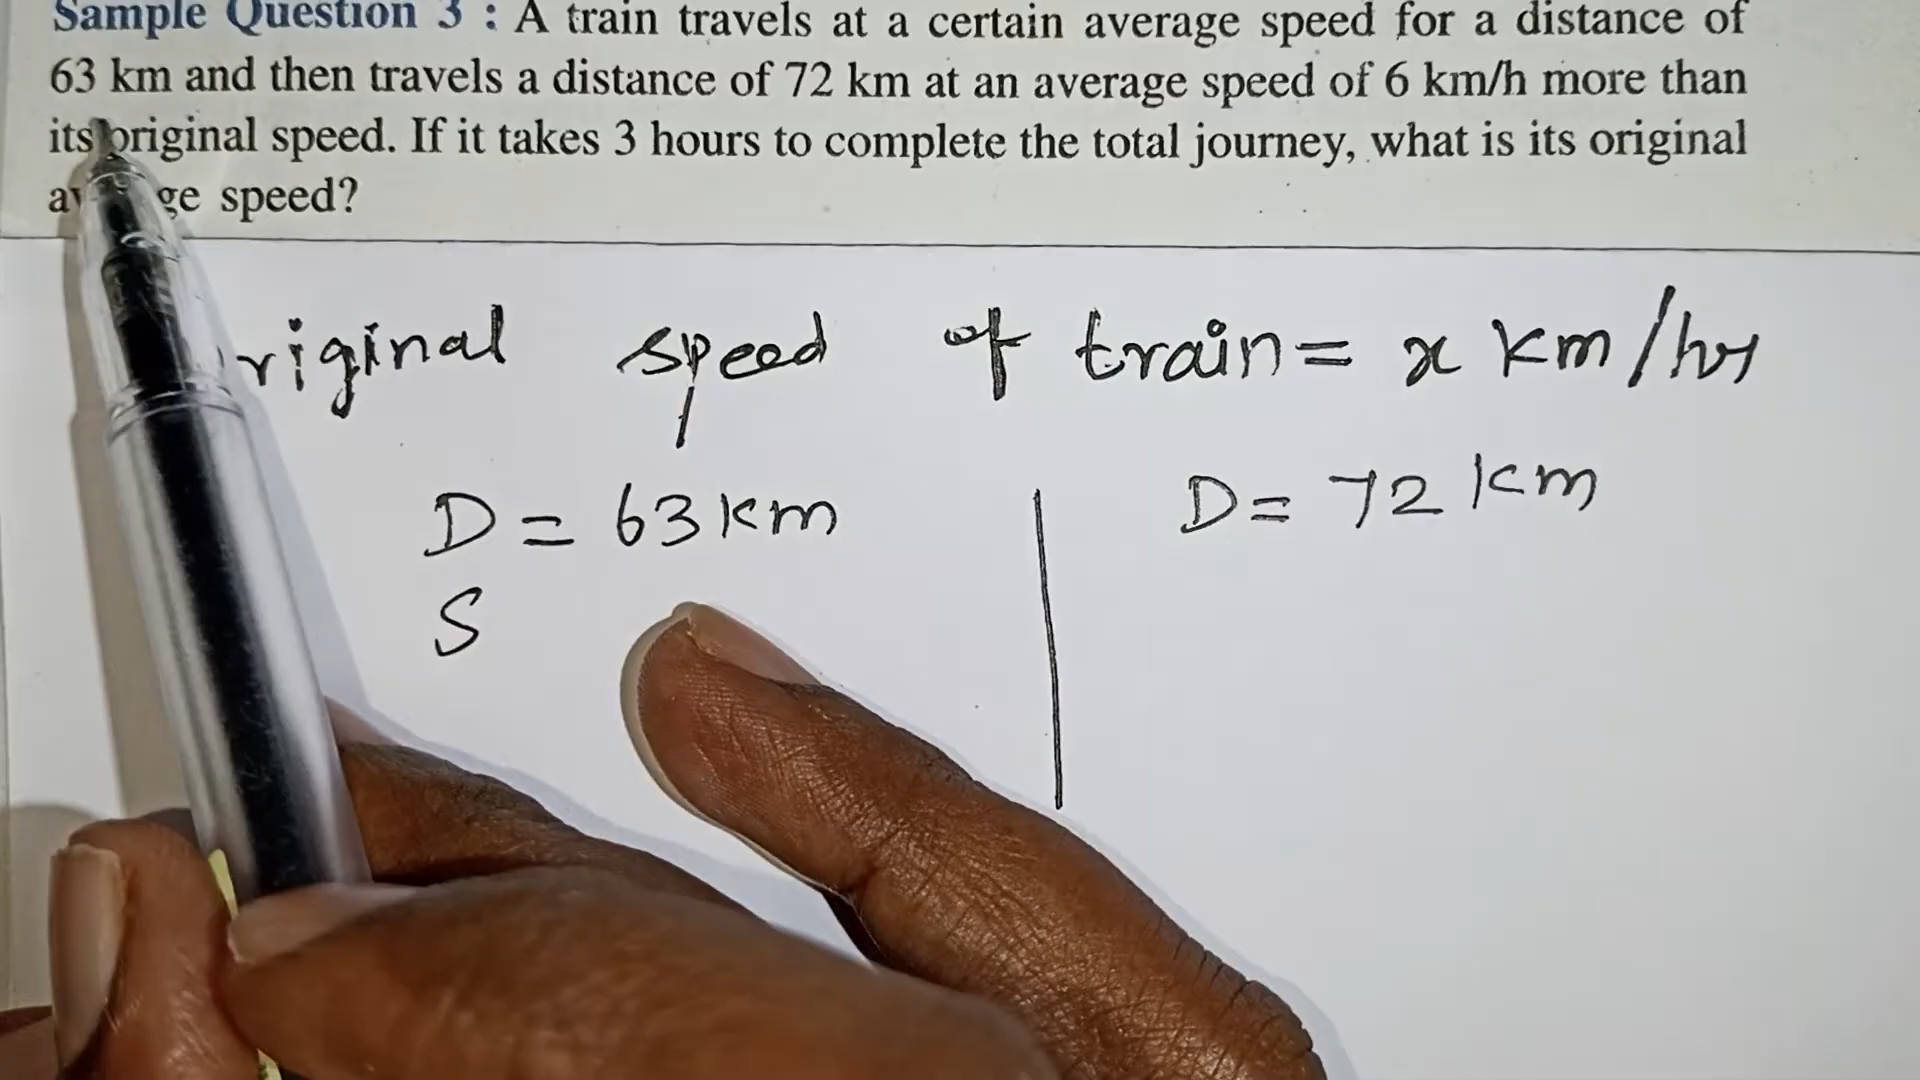 Sample Question 3 : A train travels at a certain average speed for a distance of
63 km and then travels a distance of 72 km at an average speed of 6 km/h more than
its original speed. If it takes 3 hours to complete the total journey, what is its original
speed?
riginal speed of train = x km/hr
D = 63 km D = 72 km
S